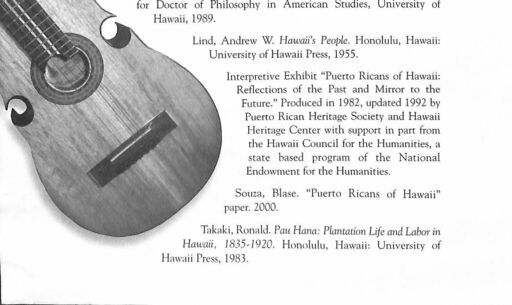 for Doctor of Philosophy in American Studies, University of
Hawaii, 1989.
Lind, Andrew W. Hawaii's People. Honolulu, Hawaii:
University of Hawaii Press, 1955.
Interpretive Exhibit “Puerto Ricans of Hawaii:
Reflections of the Past and Mirror to the
Future.” Produced in 1982, updated 1992 by
Puerto Rican Heritage Society and Hawaii
Heritage Center with support in part from
the Hawaii Council for the Humanities, a
state based program of the National
Endowment for the Humanities.
Souza, Blase. “Puerto Ricans of Hawaii”
paper. 2000.
Takaki, Ronald. Pau Hana: Plantation Life and Labor in
Hawaii, 1835-1920. Honolulu, Hawaii: University of
Hawaii Press, 1983.